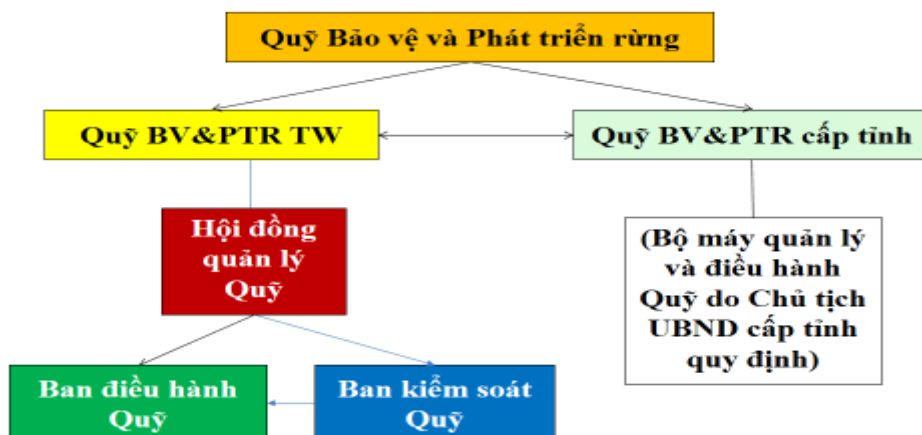 Quỹ Bảo vệ và Phát triển rừng
Quỹ BV&PTR TW
Quỹ BV&PTR cấp tỉnh
Hội đồng
quản lý
Quỹ
(Bộ máy quản lý
và điều hành
Quỹ do Chủ tịch
UBND cấp tỉnh
quy định)
Ban điều hành
Quỹ
Ban kiểm soát
Quỹ